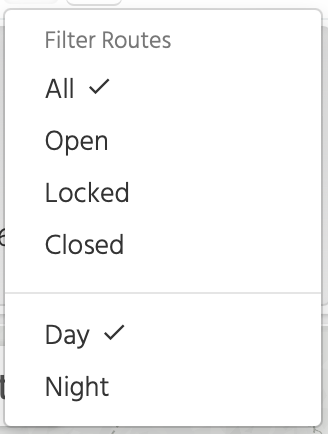 Filter Routes
All ✓
Open
Locked
Closed
Day ✓
Night